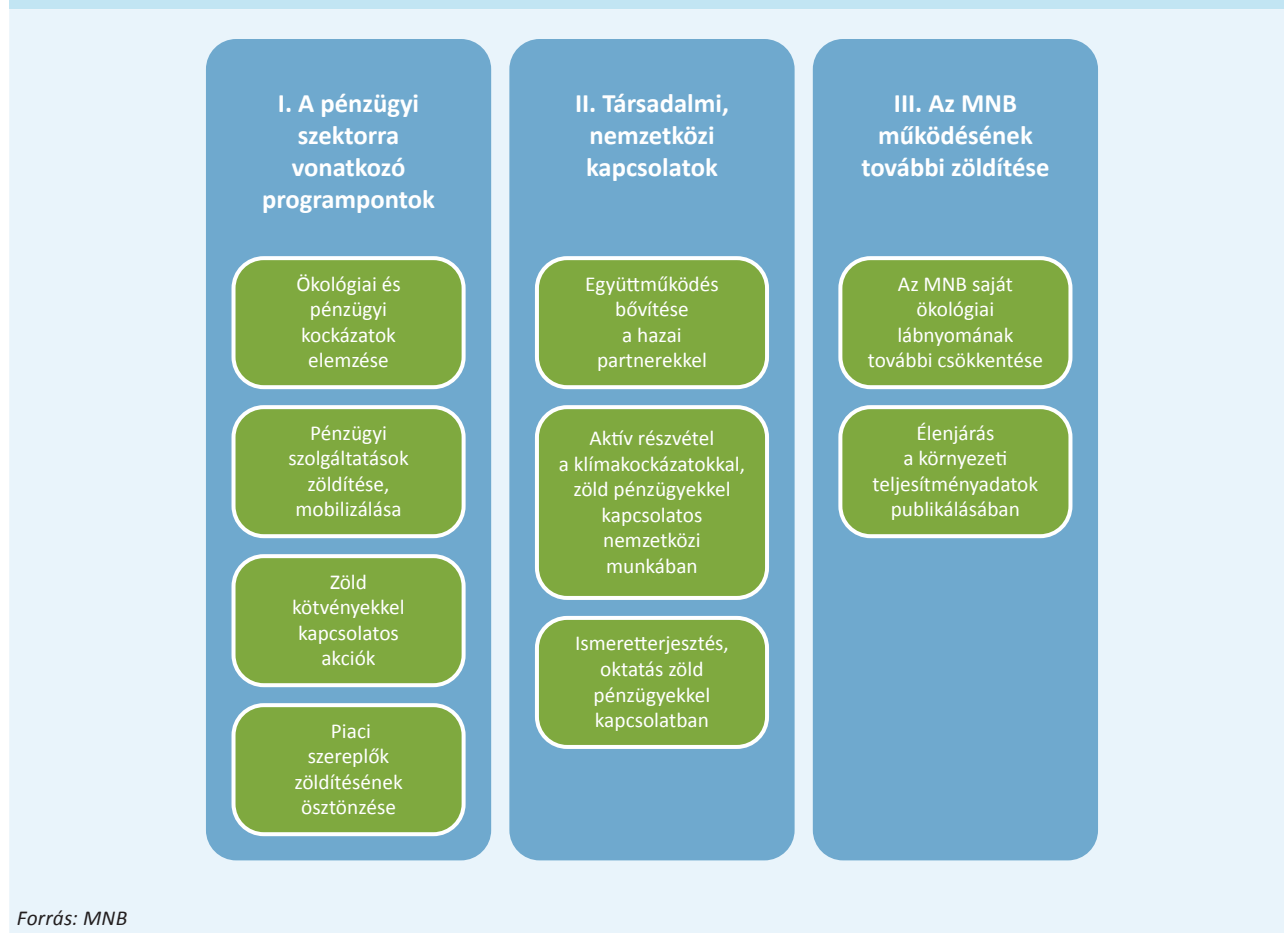 I. A pénzügyi
szektorra
vonatkozó
programpontok
Ökológiai és
pénzügyi
kockázatok
elemzése
Pénzügyi
szolgáltatások
zöldítése,
mobilizálása
Zöld
kötvényekkel
kapcsolatos
akciók
Piaci
szereplők
zöldítésének
ösztönzése
II. Társadalmi,
nemzetközi
kapcsolatok
Együttműködés
bővítése
a hazai
partnerekkel
Aktív részvétel
a klímakockázatokkal,
zöld pénzügyekkel
kapcsolatos
nemzetközi
munkában
Ismeretterjesztés,
oktatás zöld
pénzügyekkel
kapcsolatban
III. Az MNB
működésének
további zöldítése
Az MNB saját
ökológiai
lábnyomának
további csökkentése
Élenjárás
a környezeti
teljesítményadatok
publikálásában
Forrás: MNB